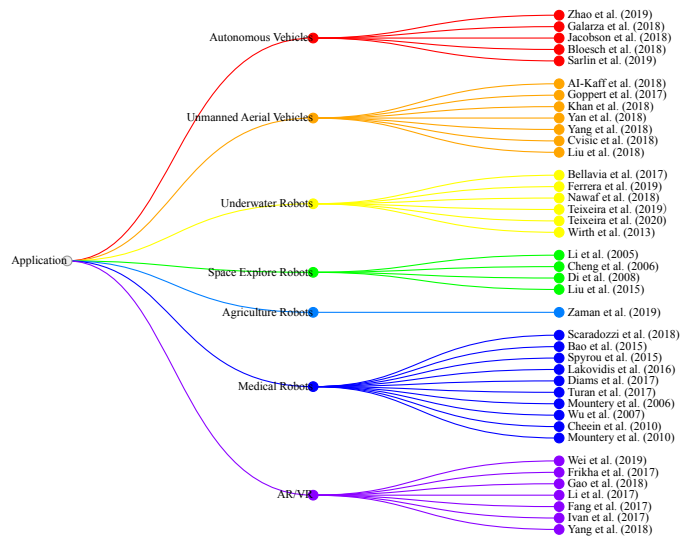 Application
Autonomous Vehicles
Zhao et al. (2019)
Galarza et al. (2018)
Jacobson et al. (2018)
Bloesch et al. (2018)
Sarlin et al. (2019)
Unmanned Aerial Vehicles
AI-Kaff et al. (2018)
Goppert et al. (2017)
Khan et al. (2018)
Yan et al. (2018)
Yang et al. (2018)
Cvisic et al. (2018)
Liu et al. (2018)
Underwater Robots
Bellavia et al. (2017)
Ferrera et al. (2019)
Nawaf et al. (2018)
Teixeira et al. (2019)
Teixeira et al. (2020)
Wirth et al. (2013)
Space Explore Robots
Li et al. (2005)
Cheng et al. (2006)
Di et al. (2008)
Liu et al. (2015)
Agriculture Robots
Zaman et al. (2019)
Medical Robots
Scaradozzi et al. (2018)
Bao et al. (2015)
Spyrou et al. (2015)
Lakovidis et al. (2016)
Diams et al. (2017)
Turan et al. (2017)
Mountery et al. (2006)
Wu et al. (2007)
Cheein et al. (2010)
Mountery et al. (2010)
AR/VR
Wei et al. (2019)
Frikha et al. (2017)
Gao et al. (2018)
Li et al. (2017)
Fang et al. (2017)
Ivan et al. (2017)
Yang et al. (2018)